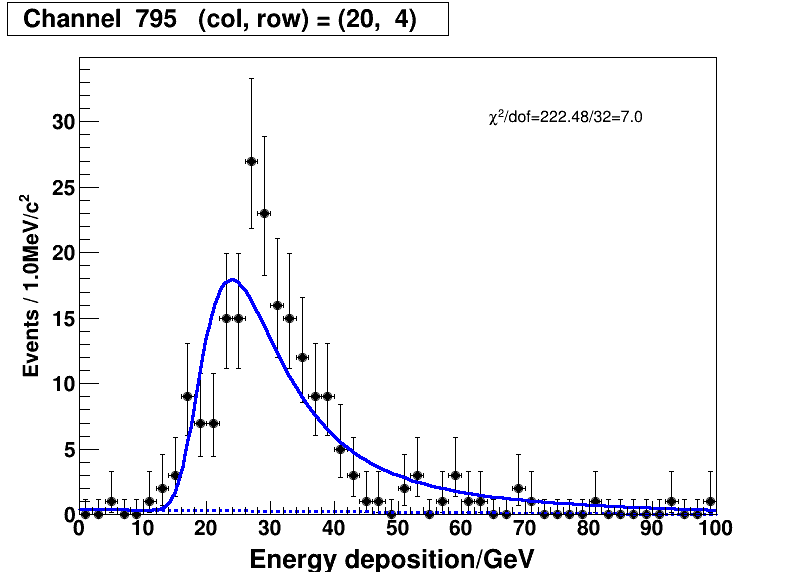 Channel 795 (col, row) = (20, 4)
χ²/dof=222.48/32=7.0
Events / 1.0MeV/c²
30
25
20
15
10
5
0
0 10 20 30 40 50 60 70 80 90 100
Energy deposition/GeV